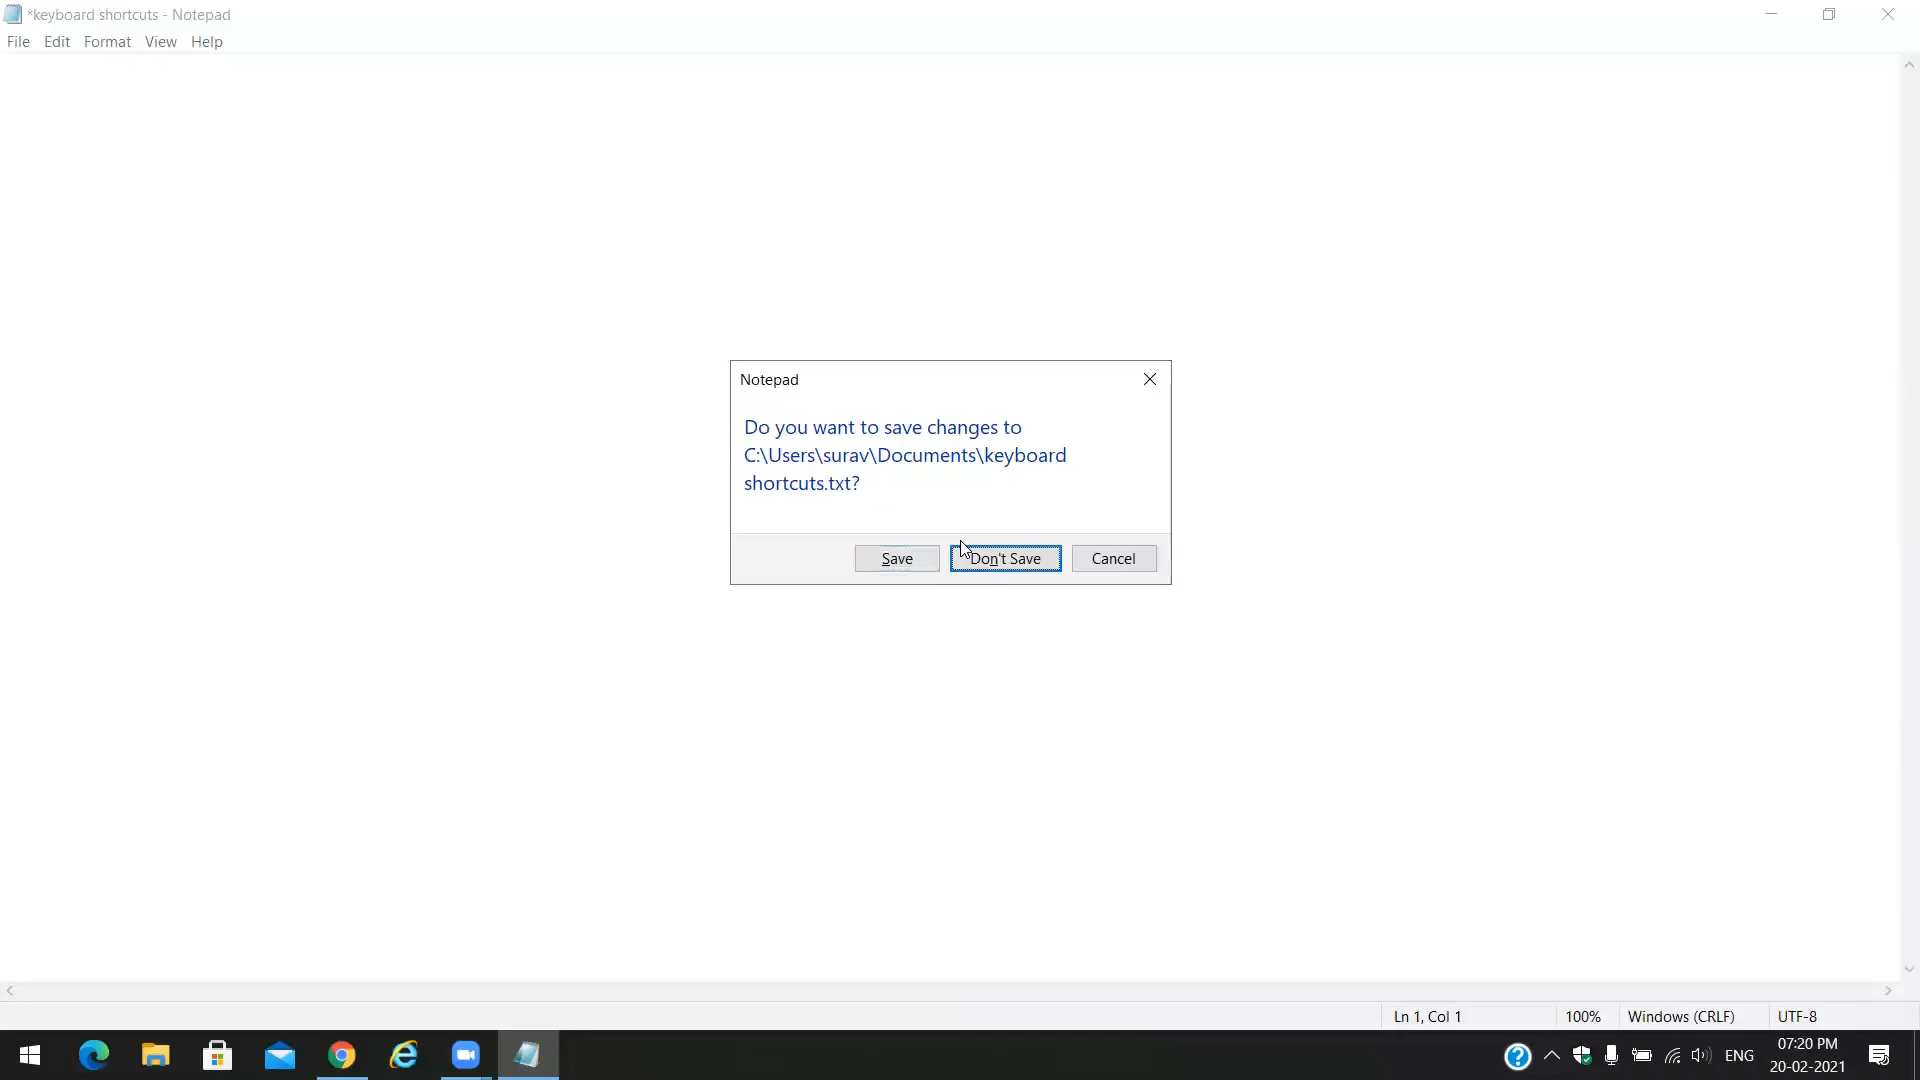 *keyboard shortcuts - Notepad
File Edit Format View Help
Notepad
Do you want to save changes to
C:\Users\surav\Documents\keyboard
shortcuts.txt?
Save Don't Save Cancel
Ln 1, Col 1 100% Windows (CRLF) UTF-8
ENG
07:20 PM
20-02-2021